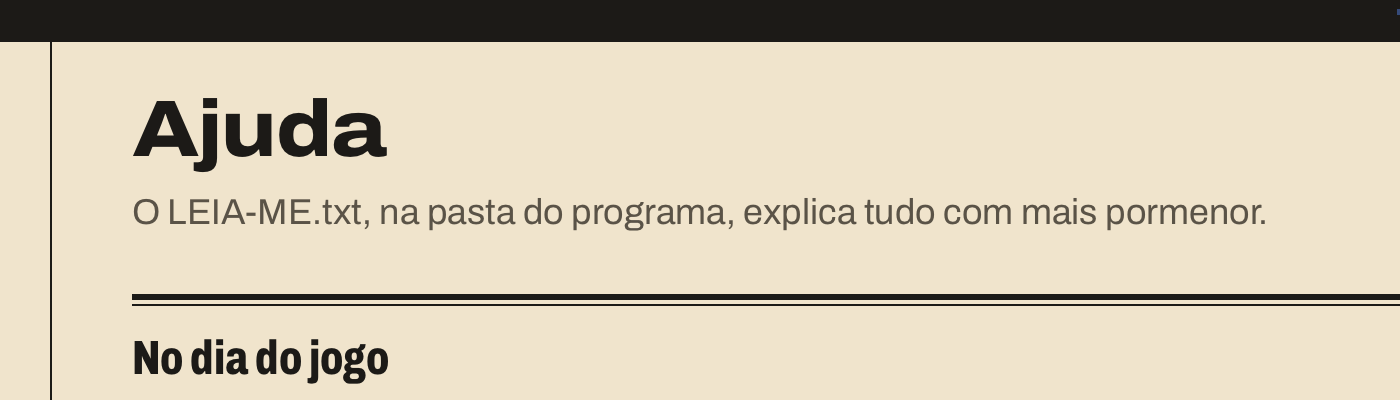 Ajuda
O LEIA-ME.txt, na pasta do programa, explica tudo com mais pormenor.
No dia do jogo